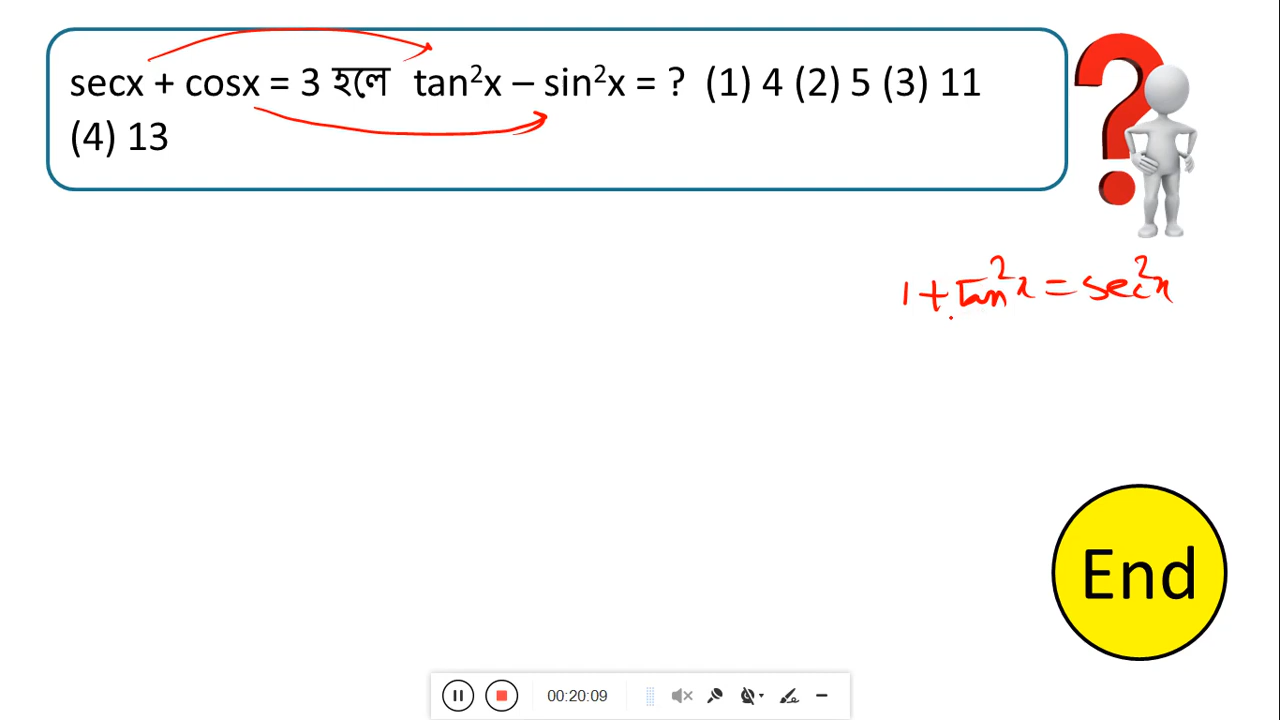 secx + cosx = 3 হলে tan²x – sin²x = ? (1) 4 (2) 5 (3) 11
(4) 13
1 + tan²x = sec²x
End
00:20:09